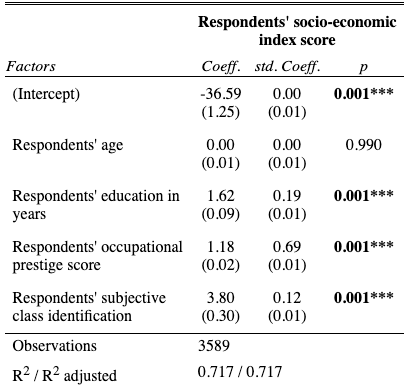 Respondents' socio-economic
index score
Factors Coeff. std. Coeff. p
(Intercept) -36.59 0.00 0.001***
(1.25) (0.01)
Respondents' age 0.00 0.00 0.990
(0.01) (0.01)
Respondents' education in 1.62 0.19 0.001***
years (0.09) (0.01)
Respondents' occupational 1.18 0.69 0.001***
prestige score (0.02) (0.01)
Respondents' subjective 3.80 0.12 0.001***
class identification (0.30) (0.01)
Observations 3589
R² / R² adjusted 0.717 / 0.717